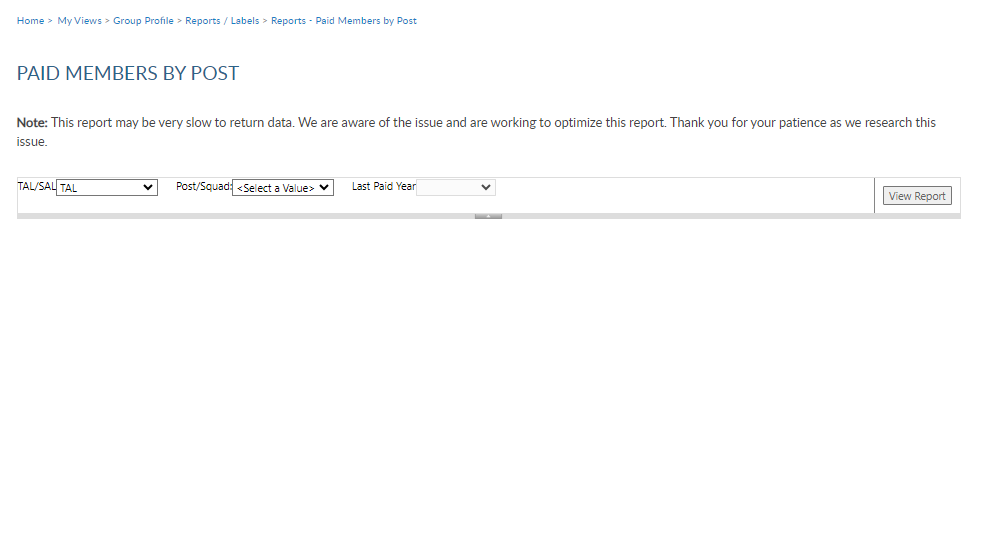 Home > My Views > Group Profile > Reports / Labels > Reports - Paid Members by Post
PAID MEMBERS BY POST
Note: This report may be very slow to return data. We are aware of the issue and are working to optimize this report. Thank you for your patience as we research this
issue.
TAL/SAL TAL Post/Squad: <Select a Value> Last Paid Year
View Report